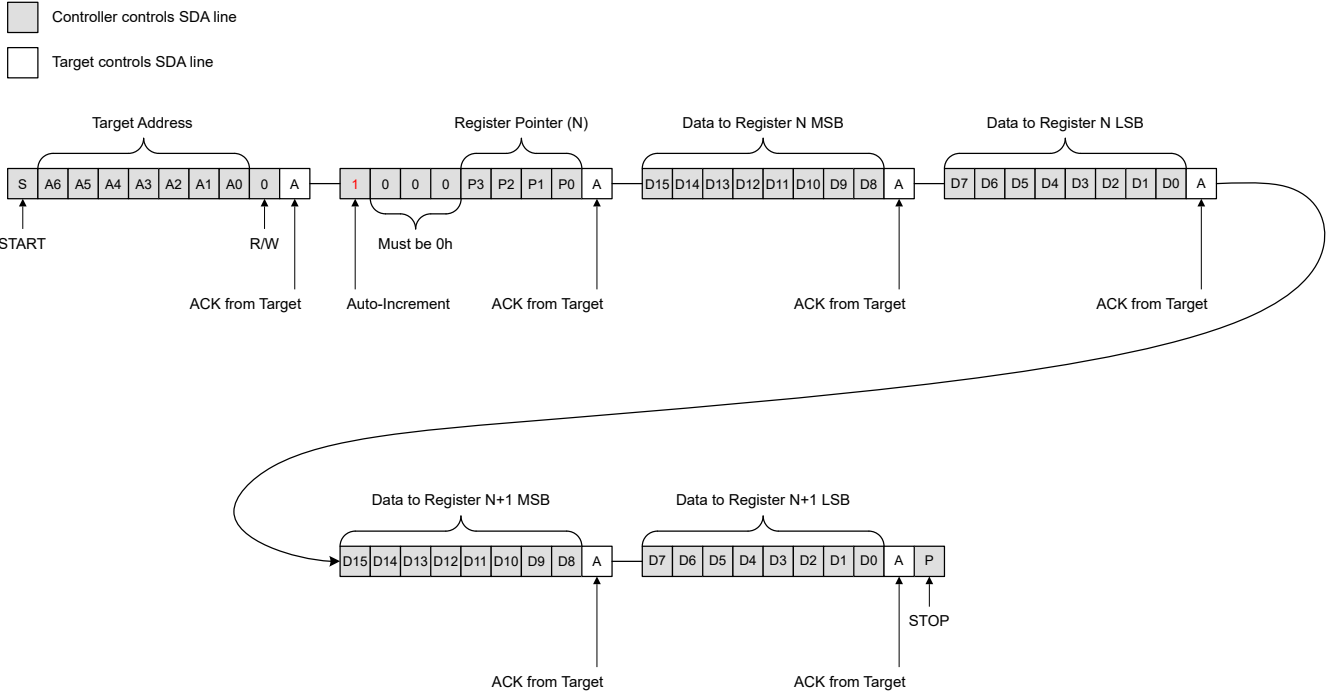 Controller controls SDA line
Target controls SDA line
Target Address
Register Pointer (N)
Data to Register N MSB
Data to Register N LSB
S A6 A5 A4 A3 A2 A1 A0 0 A
1 0 0 0 P3 P2 P1 P0 A
D15 D14 D13 D12 D11 D10 D9 D8 A
D7 D6 D5 D4 D3 D2 D1 D0 A
START
R/W
Must be 0h
ACK from Target
Auto-Increment
ACK from Target
ACK from Target
ACK from Target
Data to Register N+1 MSB
Data to Register N+1 LSB
D15 D14 D13 D12 D11 D10 D9 D8 A
D7 D6 D5 D4 D3 D2 D1 D0 A P
STOP
ACK from Target
ACK from Target